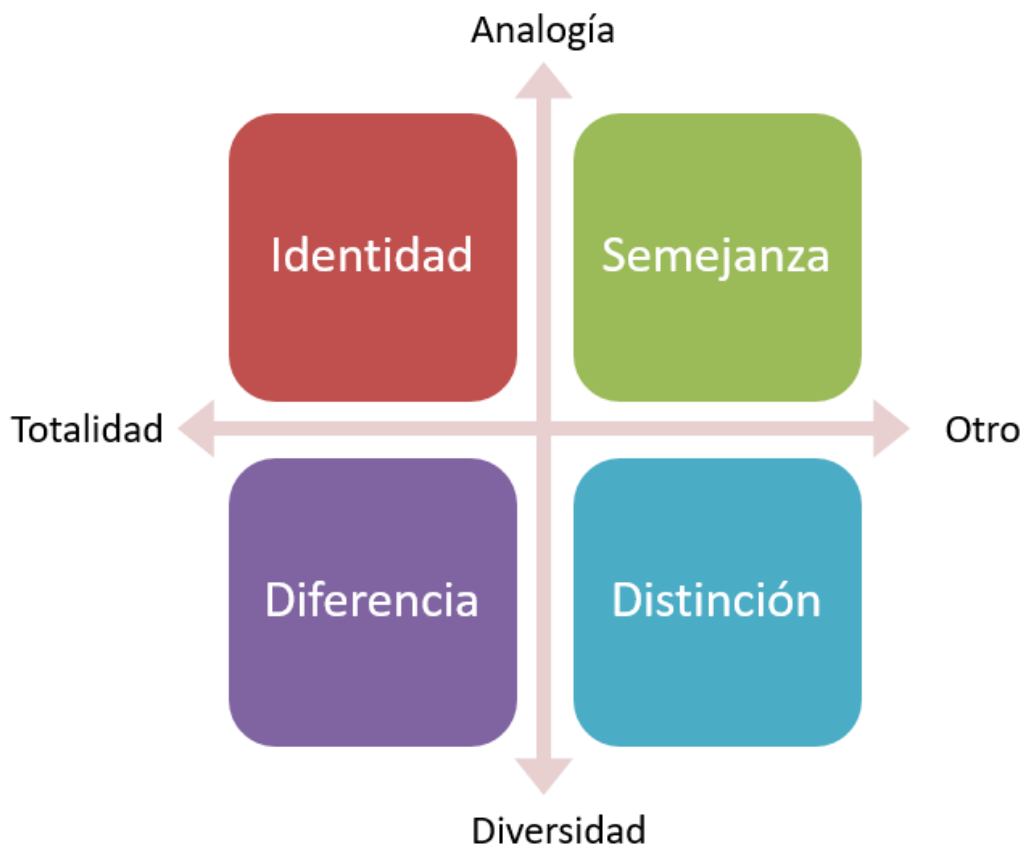 Analogía
Identidad
Semejanza
Totalidad
Otro
Diferencia
Distinción
Diversidad